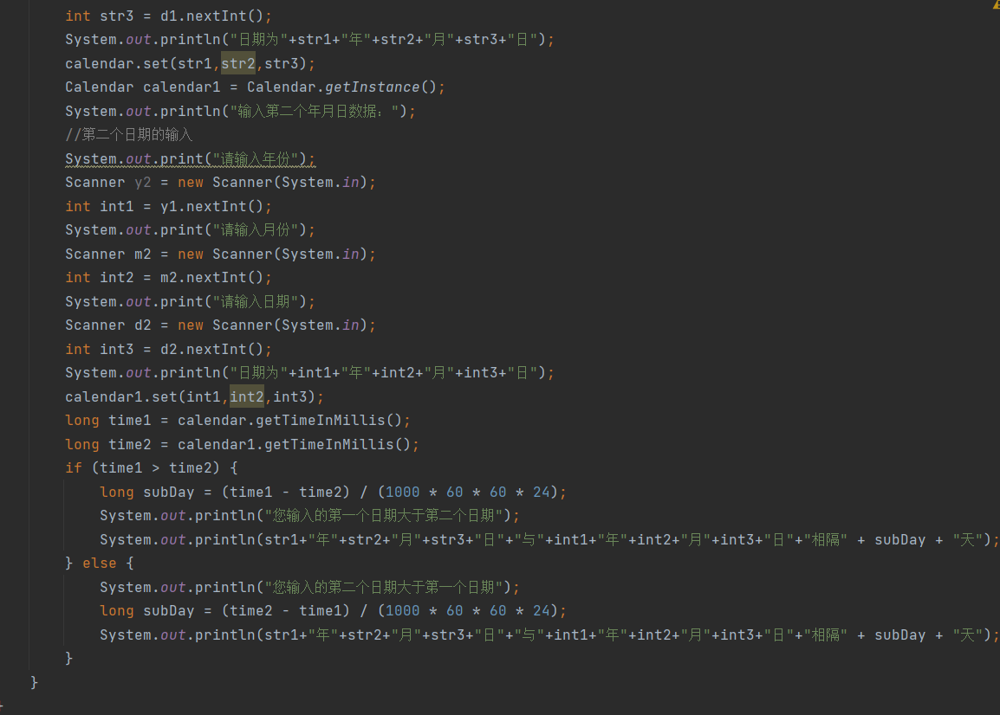 int str3 = d1.nextInt();
System.out.println("日期为"+str1+"年"+str2+"月"+str3+"日");
calendar.set(str1,str2,str3);
Calendar calendar1 = Calendar.getInstance();
System.out.println("输入第二个年月日数据：");
//第二个日期的输入
System.out.print("请输入年份");
Scanner y2 = new Scanner(System.in);
int int1 = y1.nextInt();
System.out.print("请输入月份");
Scanner m2 = new Scanner(System.in);
int int2 = m2.nextInt();
System.out.print("请输入日期");
Scanner d2 = new Scanner(System.in);
int int3 = d2.nextInt();
System.out.println("日期为"+int1+"年"+int2+"月"+int3+"日");
calendar1.set(int1,int2,int3);
long time1 = calendar.getTimeInMillis();
long time2 = calendar1.getTimeInMillis();
if (time1 > time2) {
long subDay = (time1 - time2) / (1000 * 60 * 60 * 24);
System.out.println("您输入的第一个日期大于第二个日期");
System.out.println(str1+"年"+str2+"月"+str3+"日"+"与"+int1+"年"+int2+"月"+int3+"日"+"相隔" + subDay + "天");
} else {
System.out.println("您输入的第二个日期大于第一个日期");
long subDay = (time2 - time1) / (1000 * 60 * 60 * 24);
System.out.println(str1+"年"+str2+"月"+str3+"日"+"与"+int1+"年"+int2+"月"+int3+"日"+"相隔" + subDay + "天");
}
}